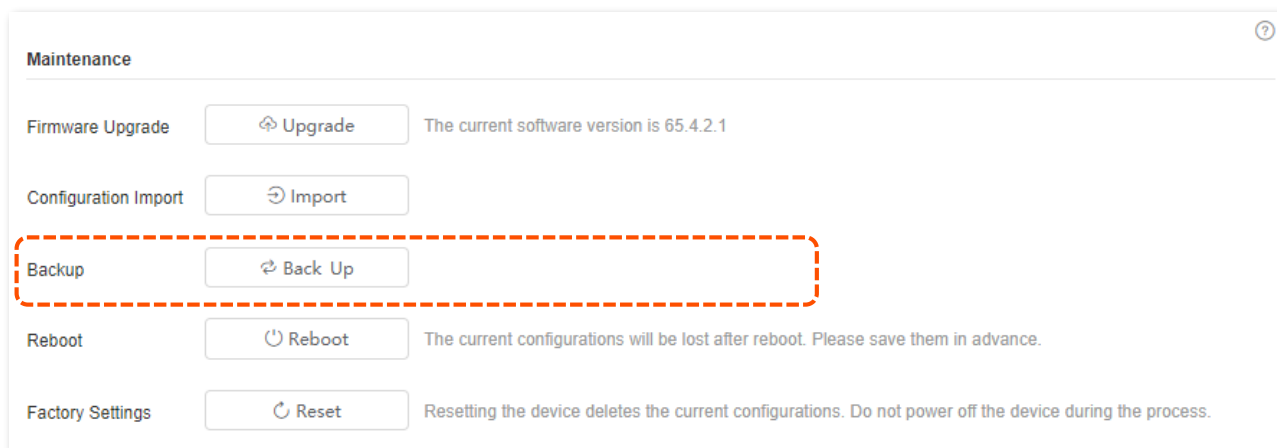 Maintenance
Firmware Upgrade Upgrade The current software version is 65.4.2.1
Configuration Import Import
Backup Back Up
Reboot Reboot The current configurations will be lost after reboot. Please save them in advance.
Factory Settings Reset Resetting the device deletes the current configurations. Do not power off the device during the process.